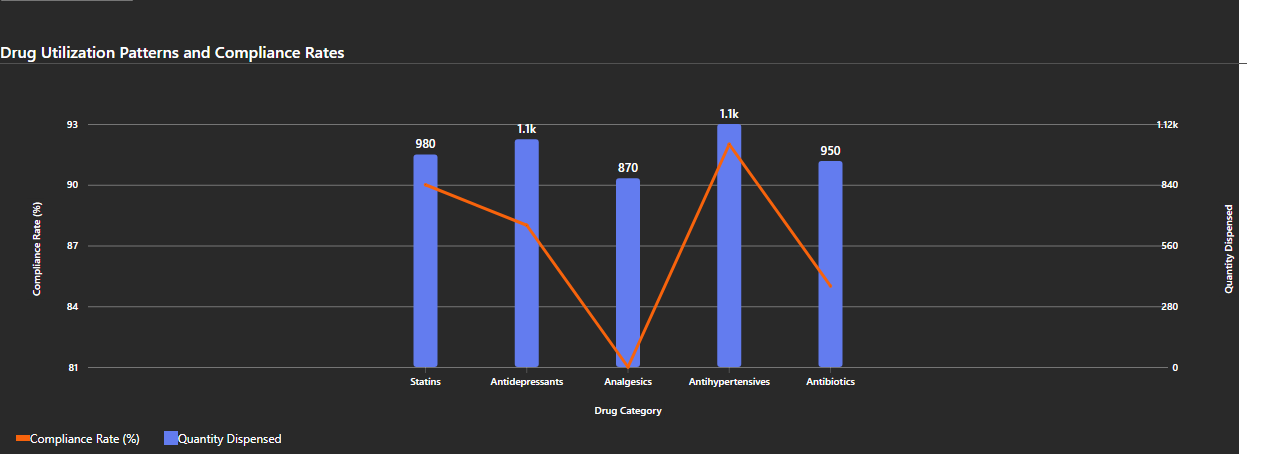 Drug Utilization Patterns and Compliance Rates
93
90
87
84
81
Compliance Rate (%)
980
1.1k
870
1.1k
950
1.12k
840
560
280
0
Quantity Dispensed
Statins Antidepressants Analgesics Antihypertensives Antibiotics
Drug Category
Compliance Rate (%) Quantity Dispensed